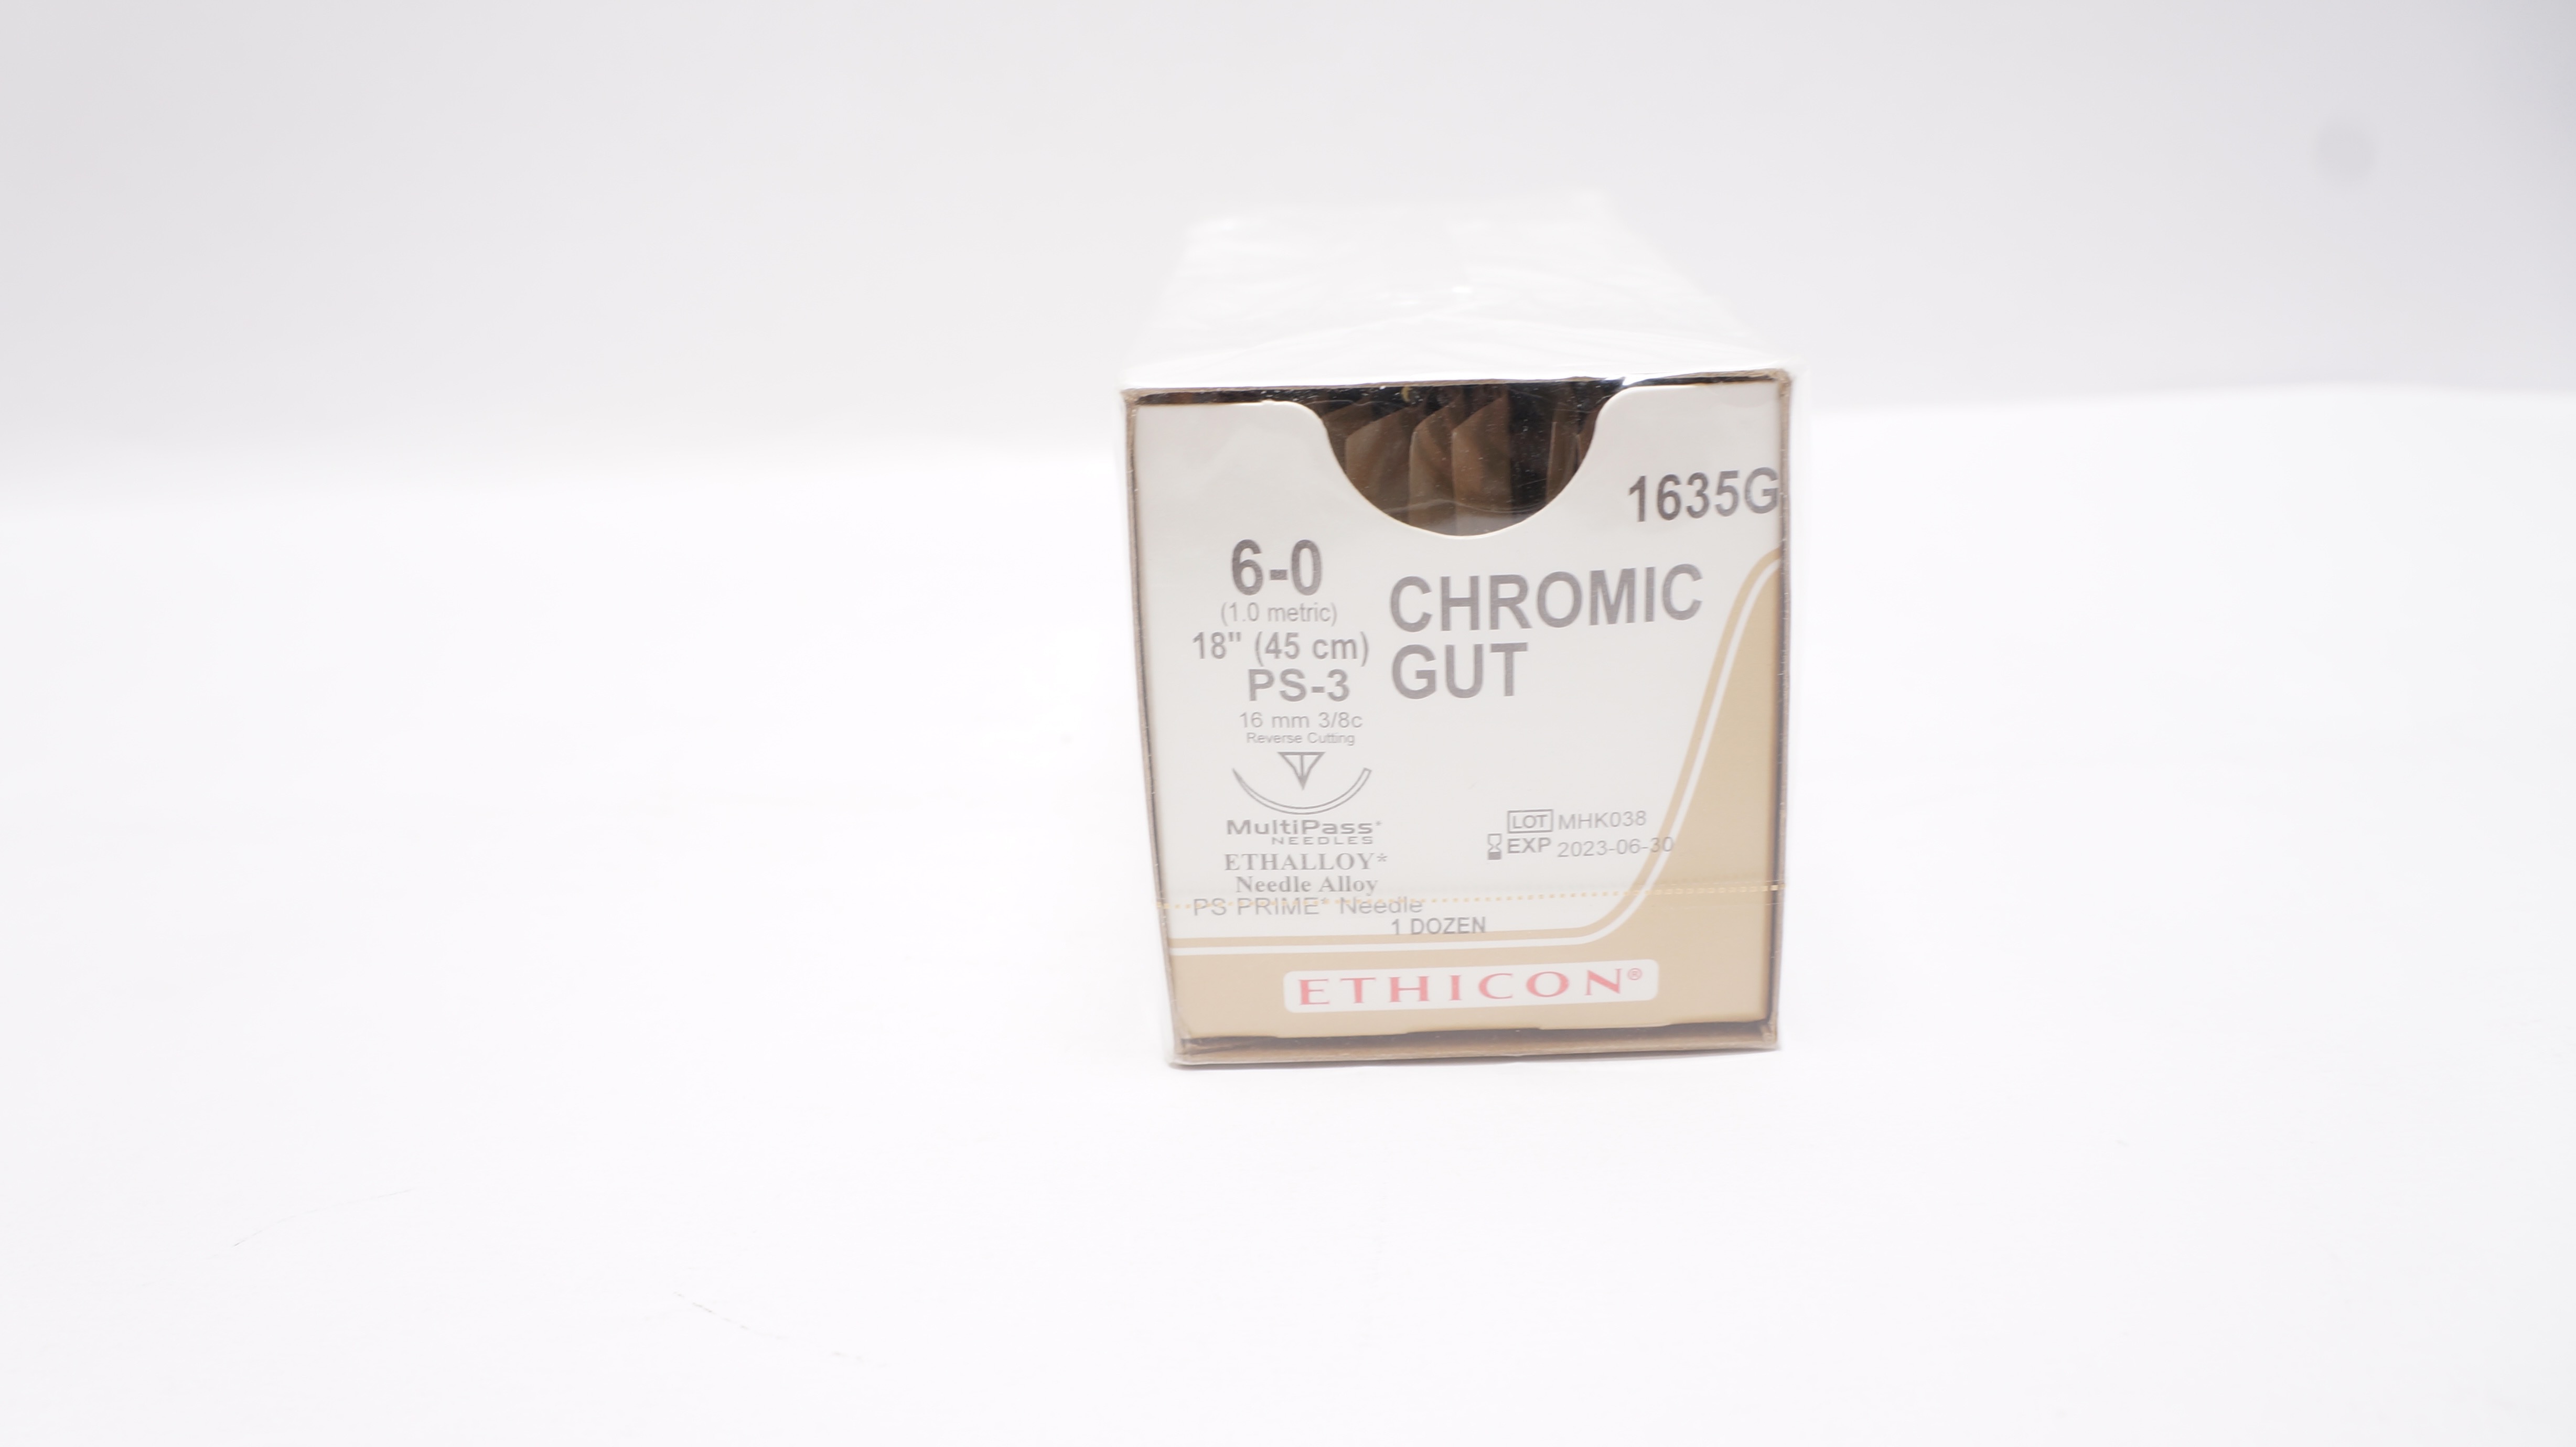 1635G
6-0
(1.0 metric)
18" (45 cm)
PS-3
16 mm 3/8c
Reverse Cutting
CHROMIC
GUT
MultiPass*
NEEDLES
ETHALLOY*
Needle Alloy
PS PRIME* Needle
LOT MHK038
EXP 2023-06-30
1 DOZEN
ETHICON®